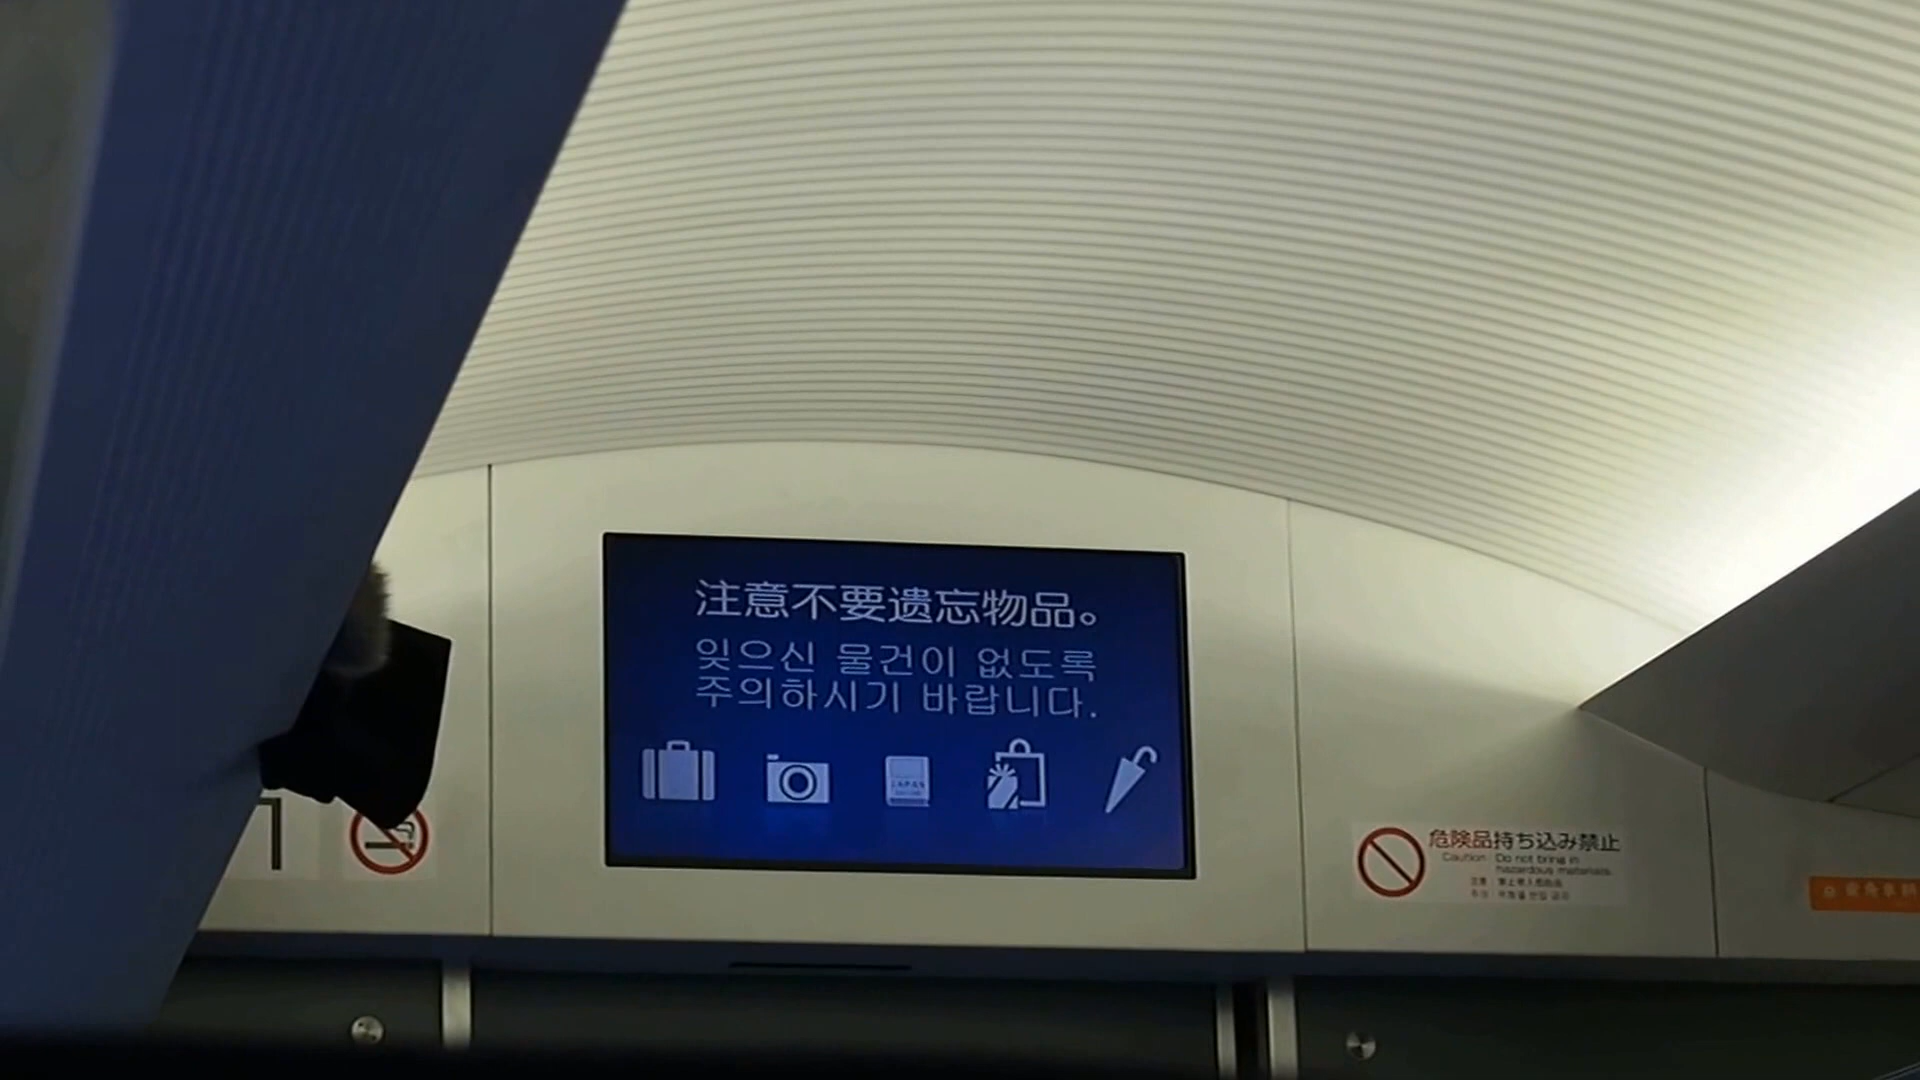 注意不要遗忘物品。
잊으신 물건이 없도록
주의하시기 바랍니다.
JAPAN
1
危険品持ち込み禁止
Caution : Do not bring in
hazardous materials.